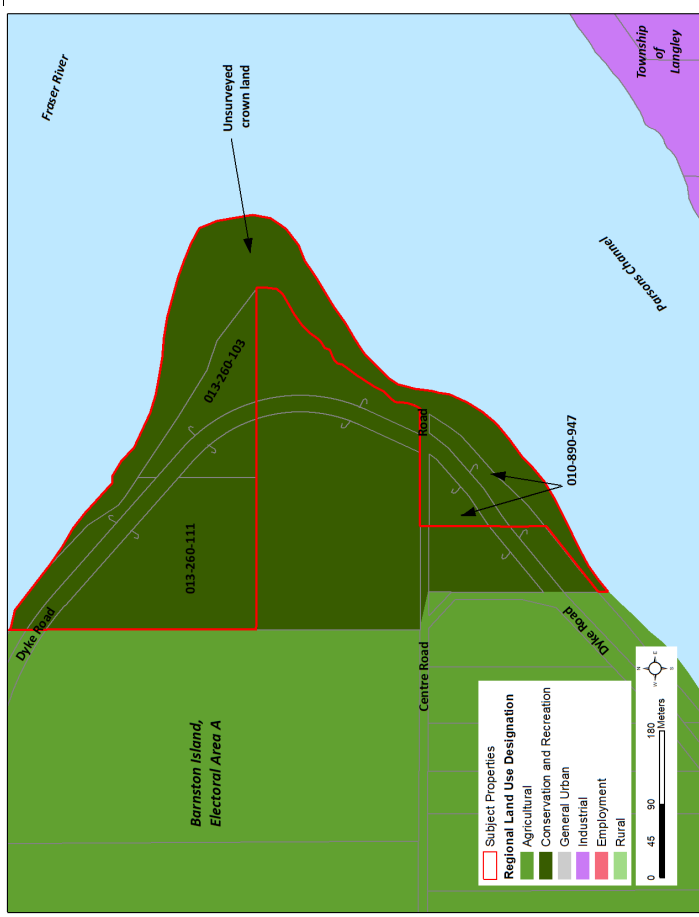 Fraser River
Township
of
Langley
Unsurveyed
crown land
Parsons Channel
013-260-103
Road
010-890-947
013-260-111
Dyke Road
Centre Road
Dyke Road
Barnston Island,
Electoral Area A
Subject Properties
Regional Land Use Designation
Agricultural
Conservation and Recreation
General Urban
Industrial
Employment
Rural
N
W
E
S
0 45 90 180
Meters